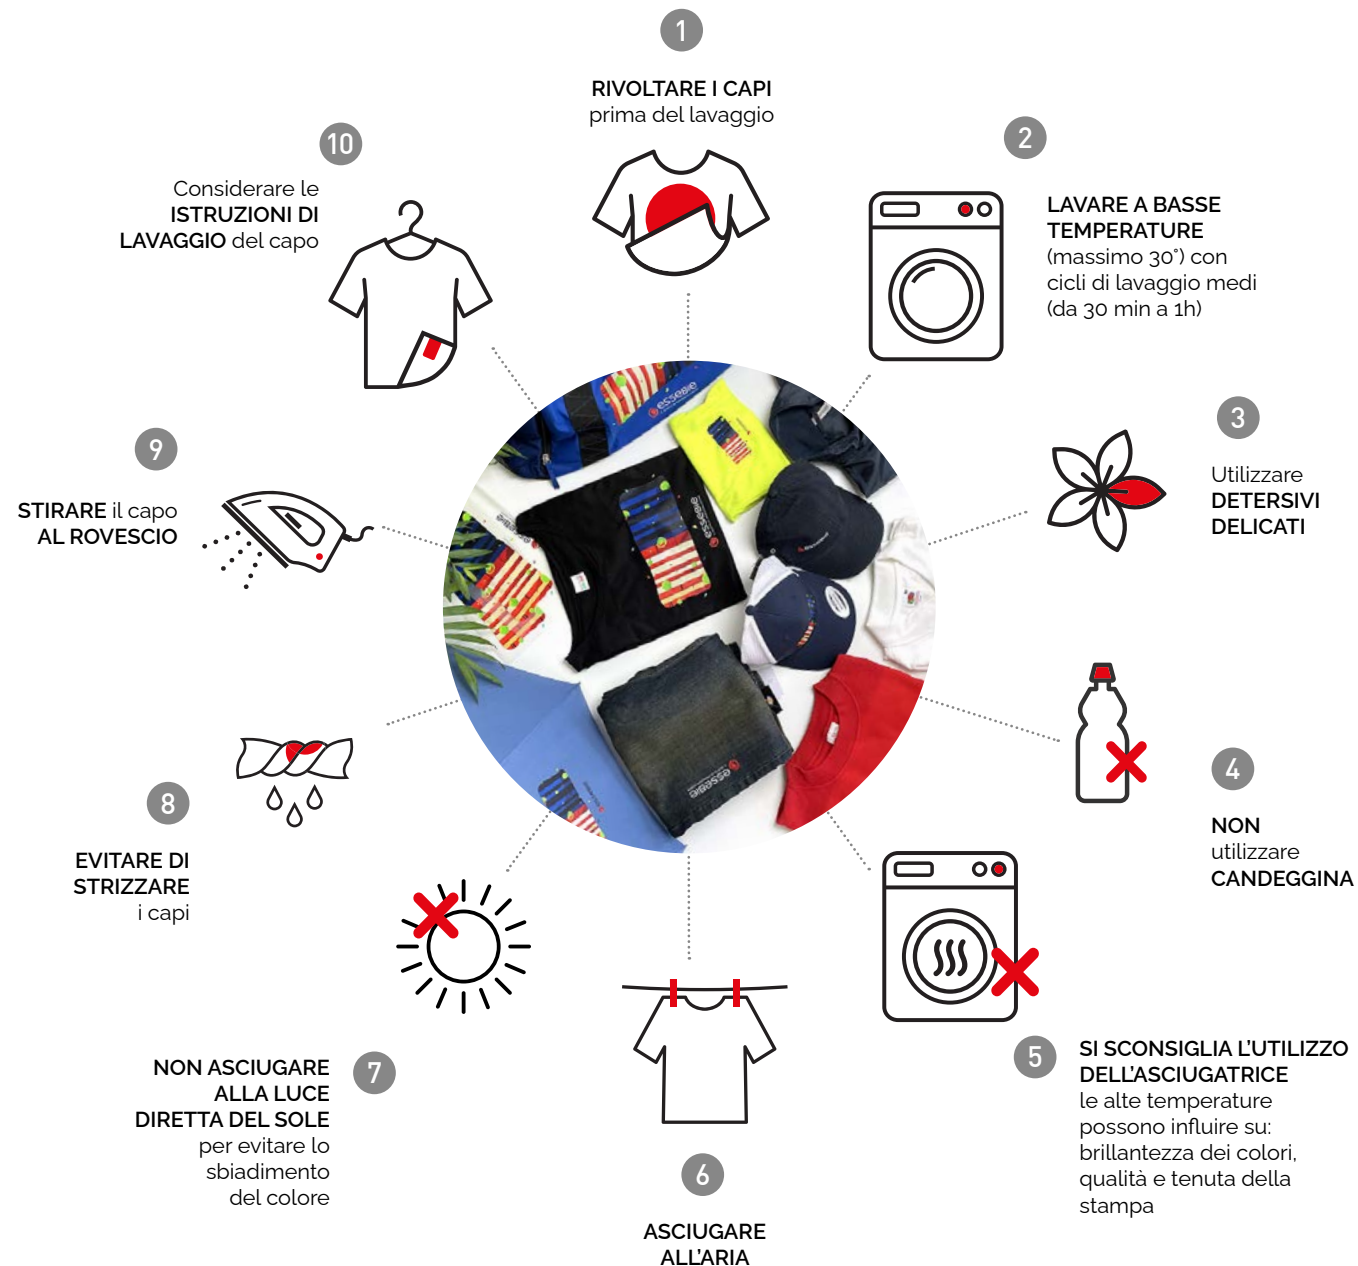 1
RIVOLTARE I CAPI
prima del lavaggio
2
LAVARE A BASSE
TEMPERATURE
(massimo 30°) con
cicli di lavaggio medi
(da 30 min a 1h)
3
Utilizzare
DETERSIVI
DELICATI
4
NON
utilizzare
CANDEGGINA
5
SI SCONSIGLIA L'UTILIZZO
DELL'ASCIUGATRICE
le alte temperature
possono influire su:
brillantezza dei colori,
qualità e tenuta della
stampa
6
ASCIUGARE
ALL'ARIA
7
NON ASCIUGARE
ALLA LUCE
DIRETTA DEL SOLE
per evitare lo
sbiadimento
del colore
8
EVITARE DI
STRIZZARE
i capi
9
STIRARE il capo
AL ROVESCIO
10
Considerare le
ISTRUZIONI DI
LAVAGGIO del capo
essegie
essegie
essegie